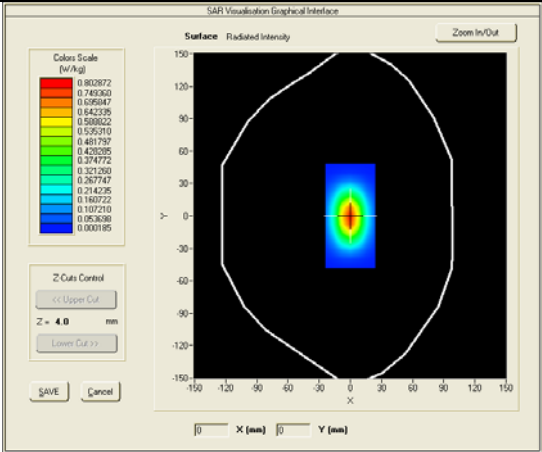 SAR Visualisation Graphical Interface
Surface Radiated Intensity
Zoom In/Out
Colors Scale
(W/kg)
0.802872
0.749360
0.695847
0.642335
0.588822
0.535310
0.481797
0.428285
0.374772
0.321260
0.267747
0.214235
0.160722
0.107210
0.053698
0.000185
Z-Cuts Control
<< Upper Cut
Z = 4.0 mm
Lower Cut >>
SAVE Cancel
150
120
90
60
30
0
-30
-60
-90
-120
-150
Y
-150 -120 -90 -60 -30 0 30 60 90 120 150
X
0 X (mm) 0 Y (mm)